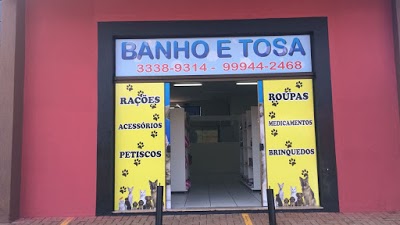 BANHO E TOSA
3338-9314 - 99944-2468
RAÇÕES
ACESSÓRIOS
PETISCOS
ROUPAS
MEDICAMENTOS
BRINQUEDOS